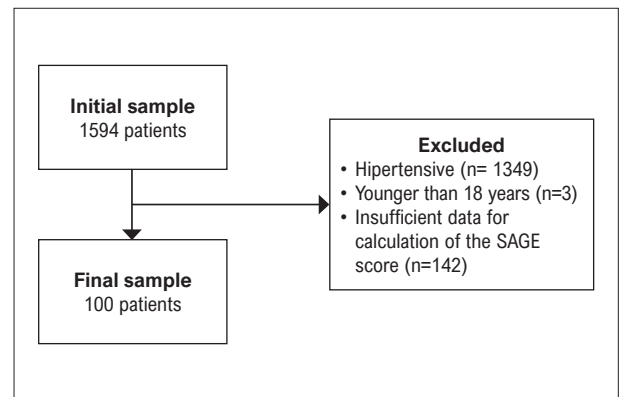 Initial sample
1594 patients
Excluded
• Hipertensive (n= 1349)
• Younger than 18 years (n=3)
• Insufficient data for
calculation of the SAGE
score (n=142)
Final sample
100 patients